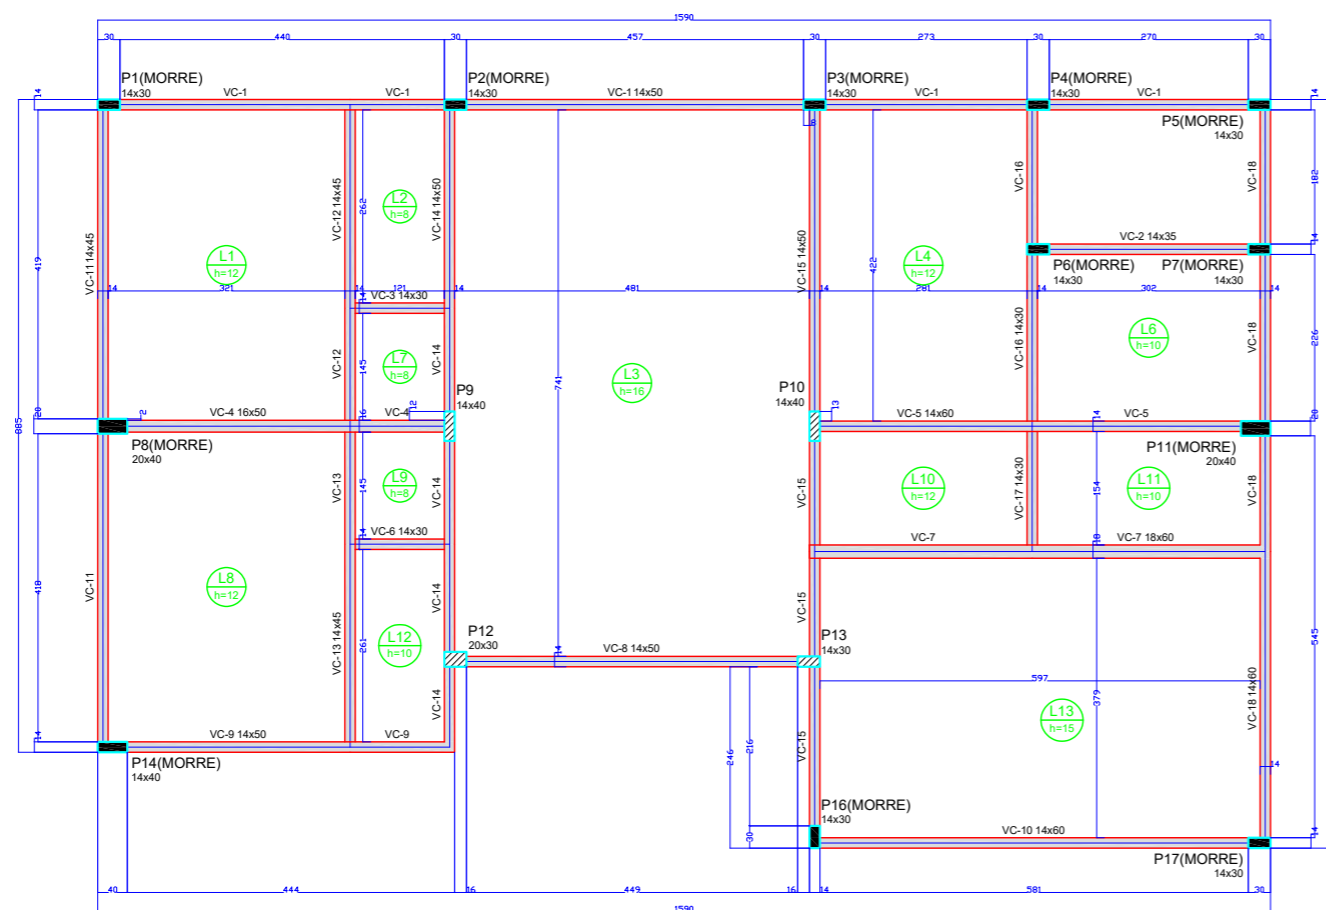 1590
30
440
30
457
30
273
30
270
30
P1(MORRE)
14x30
VC-1
VC-1
P2(MORRE)
14x30
VC-1 14x50
P3(MORRE)
14x30
VC-1
P4(MORRE)
14x30
VC-1
14
14
P5(MORRE)
14x30
8
VC-16
VC-18
182
VC-12 14x45
262
L2
h=8
VC-14 14x50
VC-11 14x45
419
L1
h=12
VC-15 14x50
422
L4
h=12
VC-2 14x35
14
P6(MORRE)
14x30
P7(MORRE)
14x30
14
321
14
121
14
481
14
281
14
302
14
VC-3 14x30
14
VC-12
145
L7
h=8
VC-14
741
L3
h=16
VC-16 14x30
L6
h=10
VC-18
226
P9
14x40
P10
14x40
885
20
2
VC-4 16x50
16
VC-4
12
13
VC-5 14x60
14
VC-5
20
P8(MORRE)
20x40
P11(MORRE)
20x40
VC-13
145
L9
h=8
VC-14
VC-15
L10
h=12
VC-17 14x30
154
L11
h=10
VC-18
VC-6 14x30
14
VC-7
18
VC-7 18x60
VC-11
418
L8
h=12
VC-13 14x45
261
L12
h=10
VC-14
VC-15
545
P12
20x30
VC-8 14x50
14
P13
14x30
597
379
VC-18 14x60
VC-14
L13
h=15
14
VC-9 14x50
VC-9
246
216
VC-15
14
P14(MORRE)
14x40
P16(MORRE)
14x30
30
VC-10 14x60
14
P17(MORRE)
14x30
40
444
16
449
16
14
581
30
1590